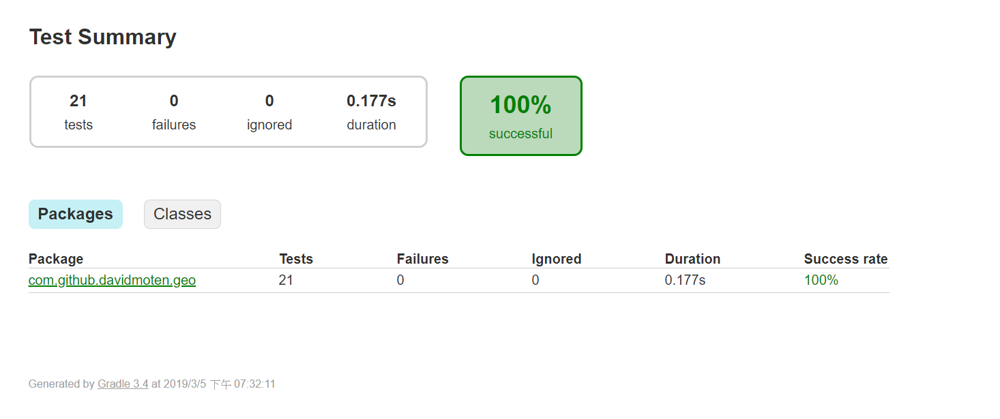 Test Summary
21 0 0 0.177s
tests failures ignored duration
100%
successful
Packages Classes
Package Tests Failures Ignored Duration Success rate
com.github.davidmoten.geo 21 0 0 0.177s 100%
Generated by Gradle 3.4 at 2019/3/5 下午 07:32:11